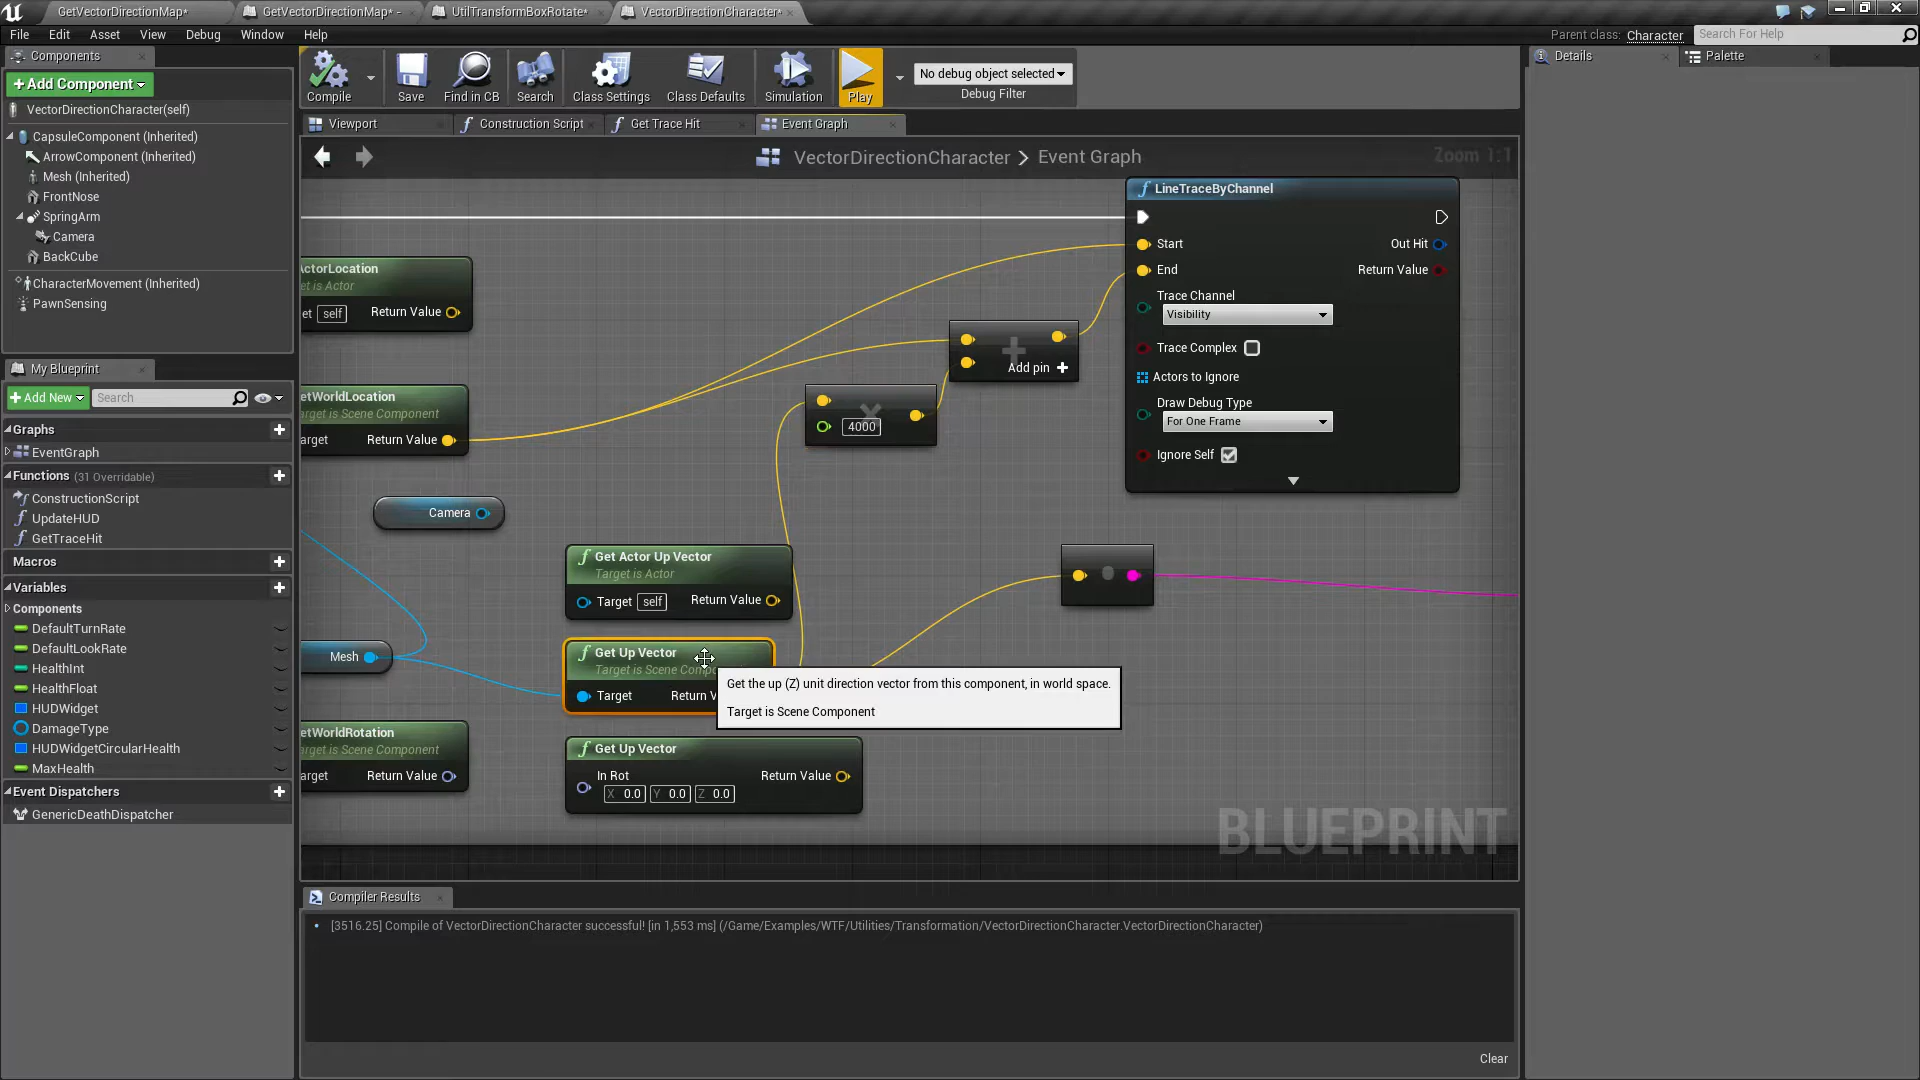 GetVectorDirectionMap*
GetVectorDirectionMap* -
UtilTransformBoxRotate*
VectorDirectionCharacter*
File Edit Asset View Debug Window Help
Parent class: Character
Search For Help
Components
+Add Component
VectorDirectionCharacter(self)
CapsuleComponent (Inherited)
ArrowComponent (Inherited)
Mesh (Inherited)
FrontNose
SpringArm
Camera
BackCube
CharacterMovement (Inherited)
PawnSensing
My Blueprint
+Add New
Search
Graphs
EventGraph
Functions (31 Overridable)
ConstructionScript
UpdateHUD
GetTraceHit
Macros
Variables
Components
DefaultTurnRate
DefaultLookRate
HealthInt
HealthFloat
HUDWidget
DamageType
HUDWidgetCircularHealth
MaxHealth
Event Dispatchers
GenericDeathDispatcher
Compile
Save
Find in CB
Search
Class Settings
Class Defaults
Simulation
Play
No debug object selected
Debug Filter
Viewport
Construction Script
Get Trace Hit
Event Graph
VectorDirectionCharacter > Event Graph
Zoom 1:1
ActorLocation
et is Actor
et self Return Value
etWorldLocation
arget is Scene Component
arget Return Value
Camera
Mesh
etWorldRotation
arget is Scene Component
arget Return Value
Get Actor Up Vector
Target is Actor
Target self Return Value
Get Up Vector
Target is Scene Compo
Target Return V
Get the up (Z) unit direction vector from this component, in world space.
Target is Scene Component
Get Up Vector
In Rot Return Value
X 0.0 Y 0.0 Z 0.0
4000
Add pin +
LineTraceByChannel
Start Out Hit
End Return Value
Trace Channel
Visibility
Trace Complex
Actors to Ignore
Draw Debug Type
For One Frame
Ignore Self
BLUEPRINT
Compiler Results
[3516.25] Compile of VectorDirectionCharacter successful! [in 1,553 ms] (/Game/Examples/WTF/Utilities/Transformation/VectorDirectionCharacter.VectorDirectionCharacter)
Clear
Details
Palette